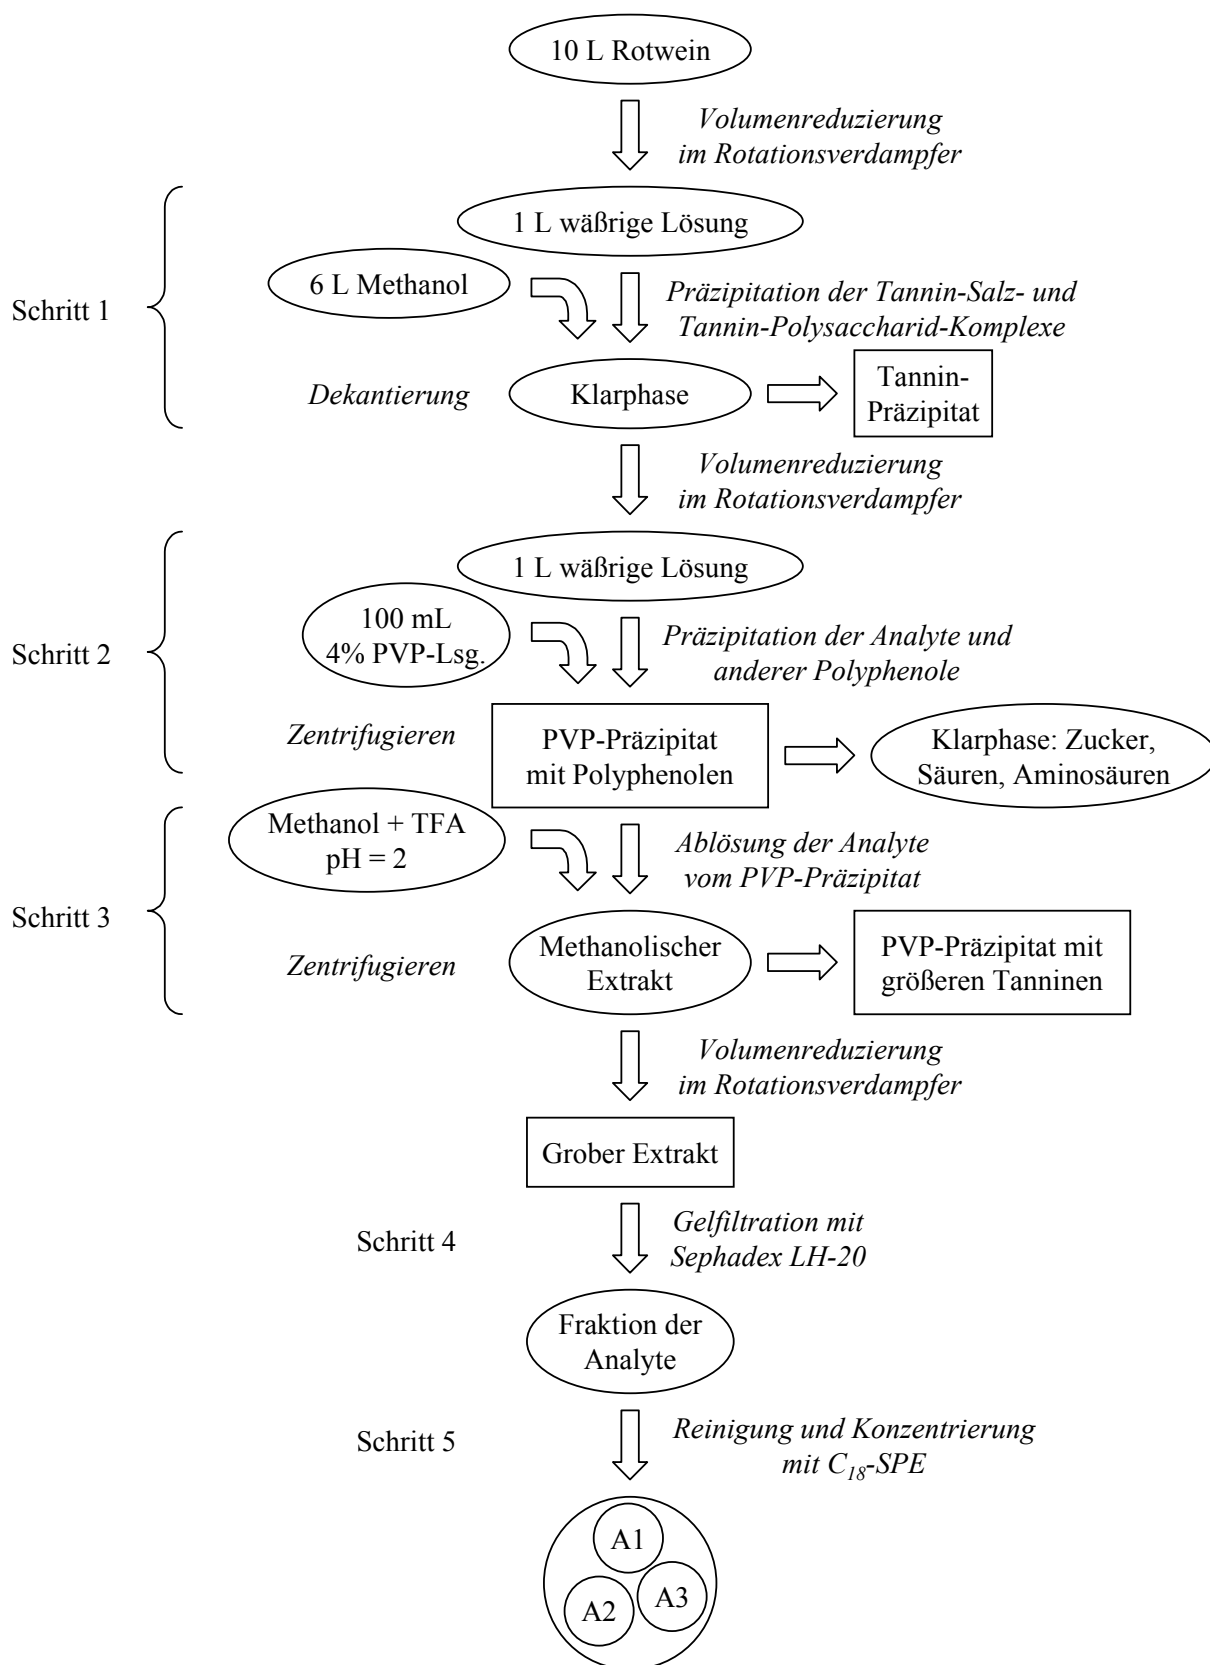 10 L Rotwein
Volumenreduzierung
im Rotationsverdampfer
Schritt 1
1 L wäßrige Lösung
6 L Methanol
Präzipitation der Tannin-Salz- und
Tannin-Polysaccharid-Komplexe
Dekantierung
Klarphase
Tannin-
Präzipitat
Volumenreduzierung
im Rotationsverdampfer
Schritt 2
1 L wäßrige Lösung
100 mL
4% PVP-Lsg.
Präzipitation der Analyte und
anderer Polyphenole
Zentrifugieren
PVP-Präzipitat
mit Polyphenolen
Klarphase: Zucker,
Säuren, Aminosäuren
Schritt 3
Methanol + TFA
pH = 2
Ablösung der Analyte
vom PVP-Präzipitat
Zentrifugieren
Methanolischer
Extrakt
PVP-Präzipitat mit
größeren Tanninen
Volumenreduzierung
im Rotationsverdampfer
Grober Extrakt
Schritt 4
Gelfiltration mit
Sephadex LH-20
Fraktion der
Analyte
Schritt 5
Reinigung und Konzentrierung
mit C18-SPE
A1
A2
A3